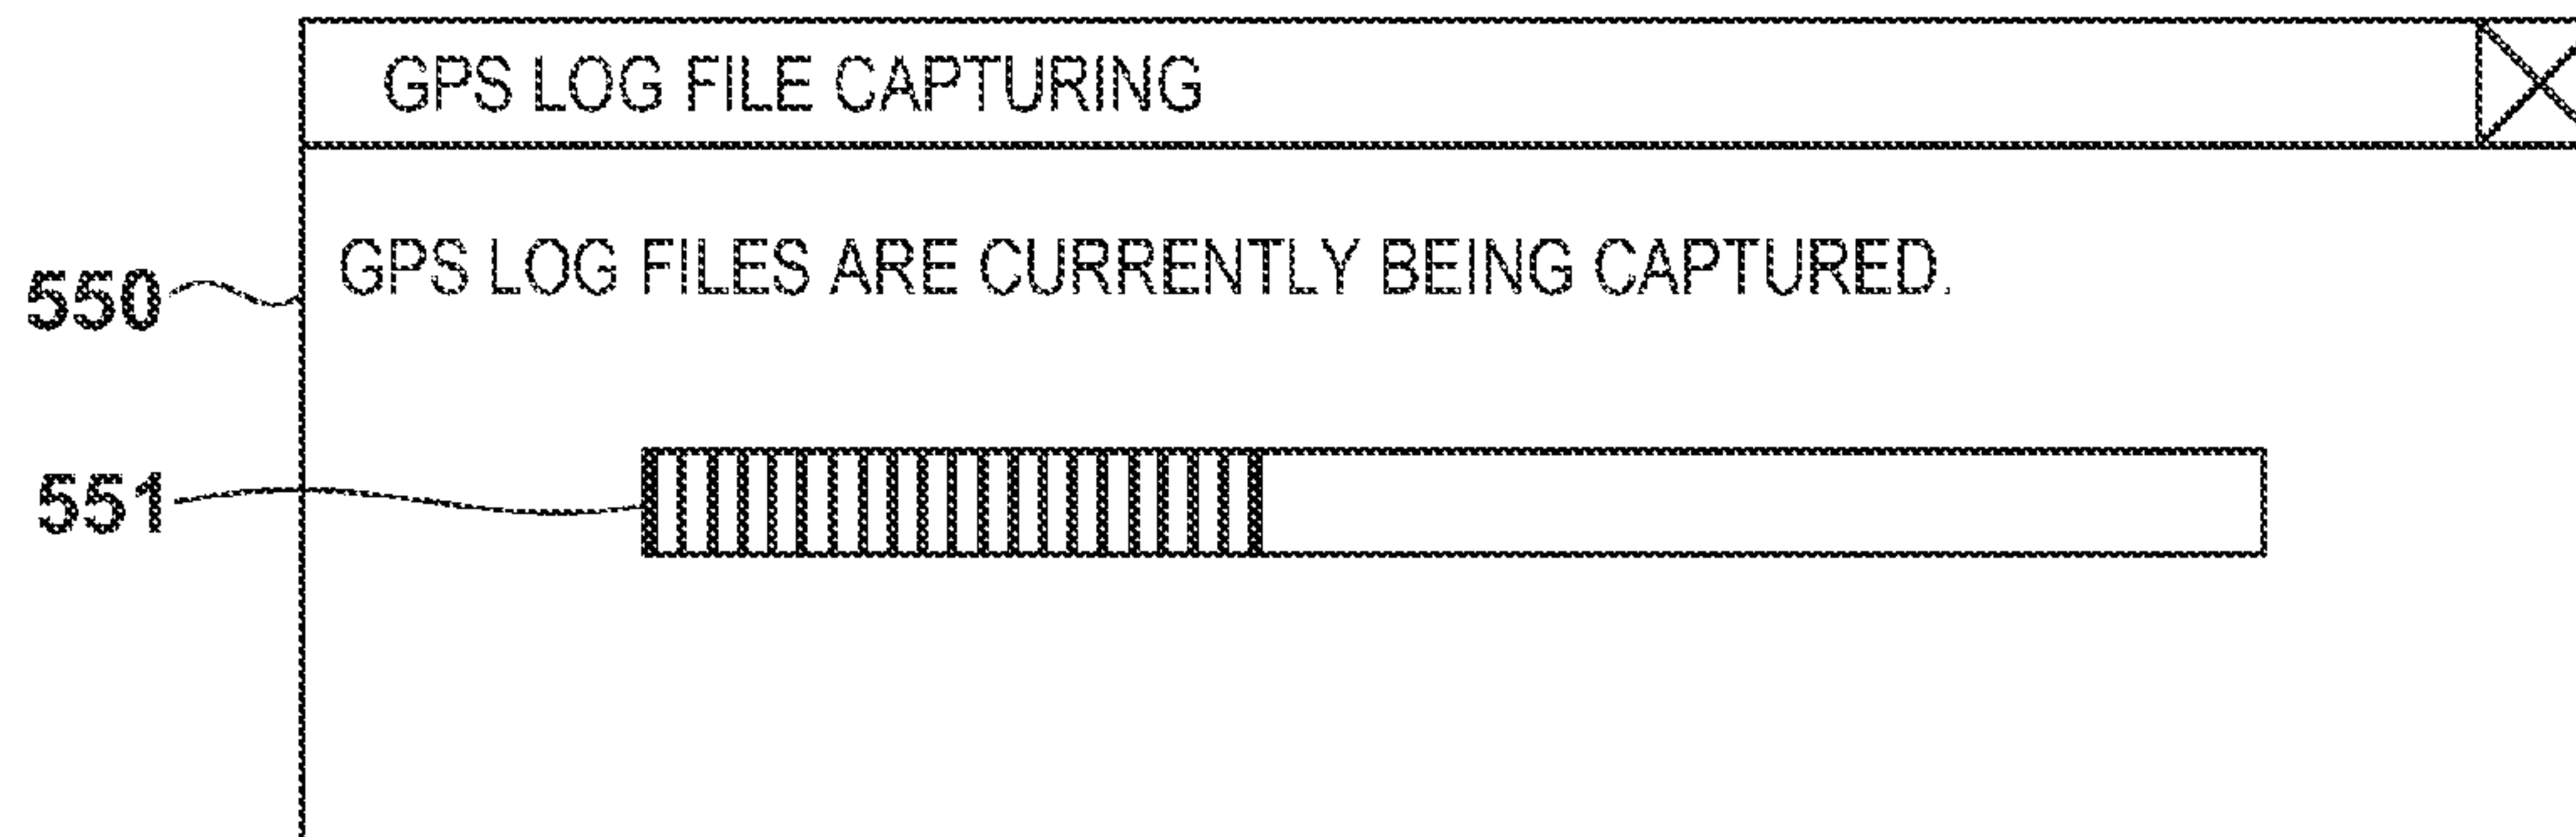 GPS LOG FILE CAPTURING
GPS LOG FILES ARE CURRENTLY BEING CAPTURED.
550
551